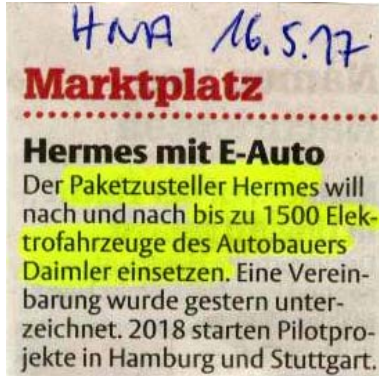 HNA 16.5.17
Marktplatz
Hermes mit E-Auto
Der Paketzusteller Hermes will
nach und nach bis zu 1500 Elek-
trofahrzeuge des Autobauers
Daimler einsetzen. Eine Verein-
barung wurde gestern unter-
zeichnet. 2018 starten Pilotpro-
jekte in Hamburg und Stuttgart.